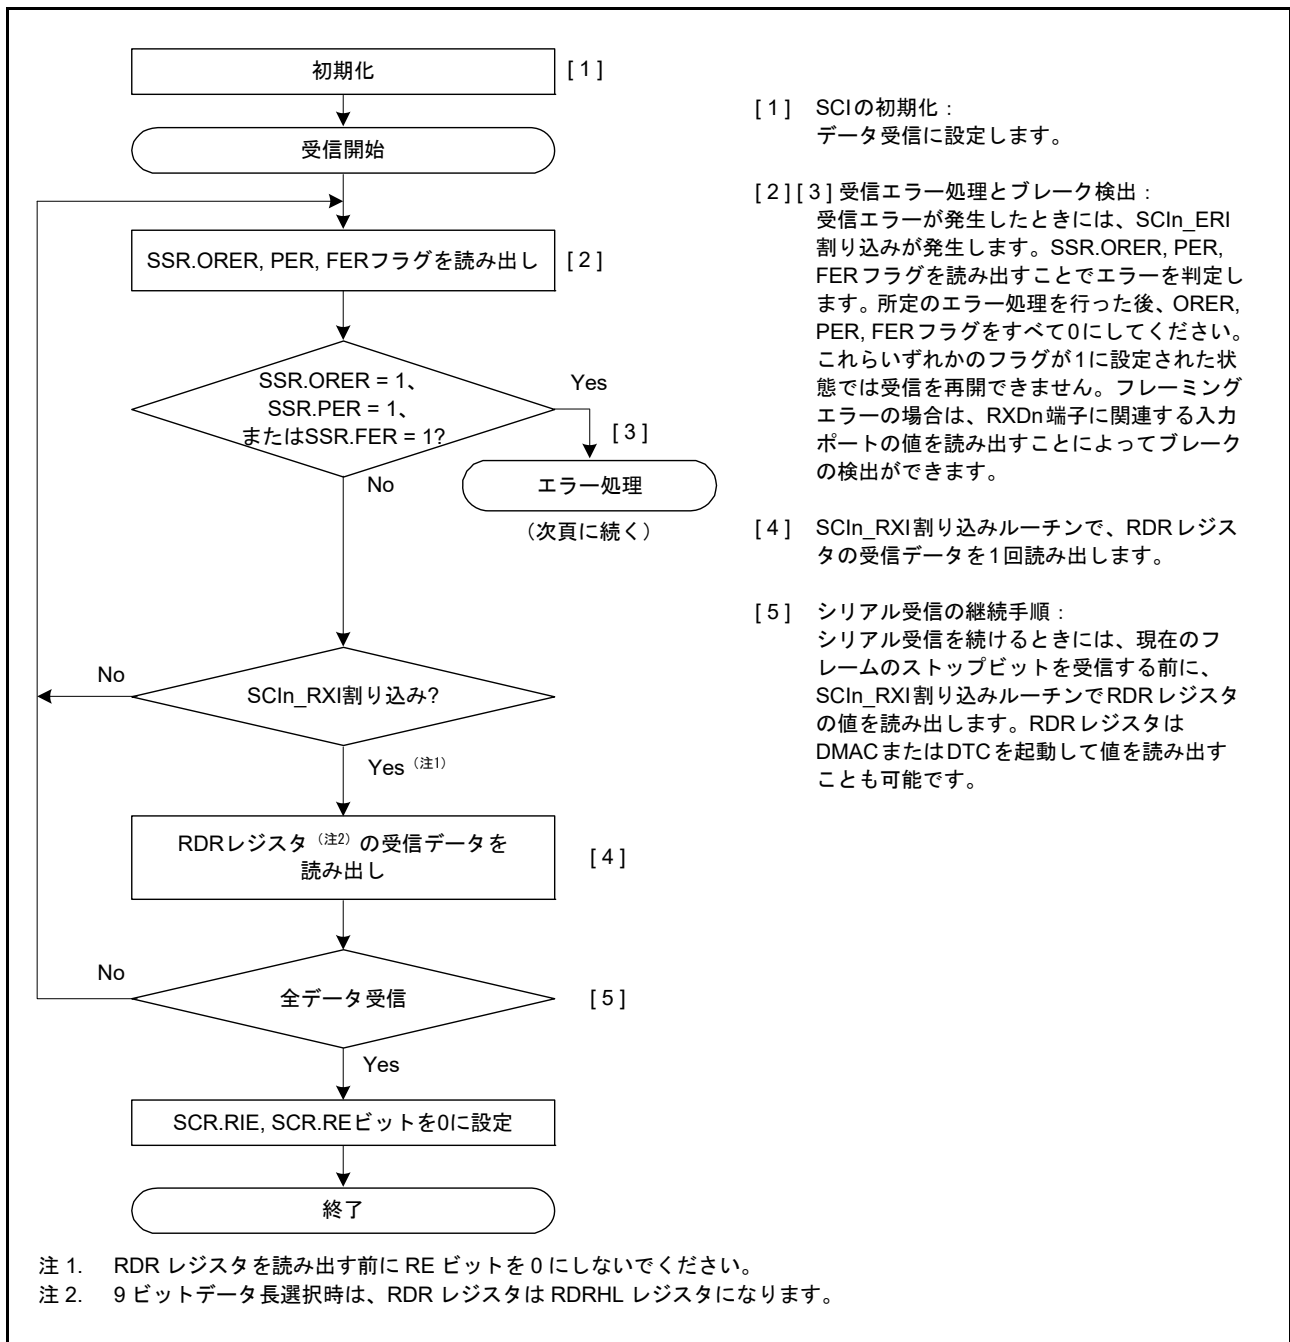 初期化
[ 1 ]
受信開始
SSR.ORER, PER, FERフラグを読み出し
[ 2 ]
SSR.ORER = 1、
SSR.PER = 1、
またはSSR.FER = 1?
Yes
[ 3 ]
No
エラー処理
（次頁に続く）
No
SCIn_RXI割り込み?
Yes（注1）
RDRレジスタ（注2）の受信データを
読み出し
[ 4 ]
No
全データ受信
[ 5 ]
Yes
SCR.RIE, SCR.REビットを0に設定
終了
[ 1 ] SCIの初期化：
データ受信に設定します。
[ 2 ] [ 3 ] 受信エラー処理とブレーク検出：
受信エラーが発生したときには、SCIn_ERI
割り込みが発生します。SSR.ORER, PER,
FERフラグを読み出すことでエラーを判定し
ます。所定のエラー処理を行った後、ORER,
PER, FERフラグをすべて0にしてください。
これらいずれかのフラグが1に設定された状
態では受信を再開できません。フレーミング
エラーの場合は、RXDn端子に関連する入力
ポートの値を読み出すことによってブレーク
の検出ができます。
[ 4 ] SCIn_RXI割り込みルーチンで、RDRレジス
タの受信データを1回読み出します。
[ 5 ] シリアル受信の継続手順：
シリアル受信を続けるときには、現在のフ
レームのストップビットを受信する前に、
SCIn_RXI割り込みルーチンでRDRレジスタ
の値を読み出します。RDRレジスタは
DMACまたはDTCを起動して値を読み出す
ことも可能です。
注 1. RDR レジスタを読み出す前に RE ビットを 0 にしないでください。
注 2. 9 ビットデータ長選択時は、RDR レジスタは RDRHL レジスタになります。